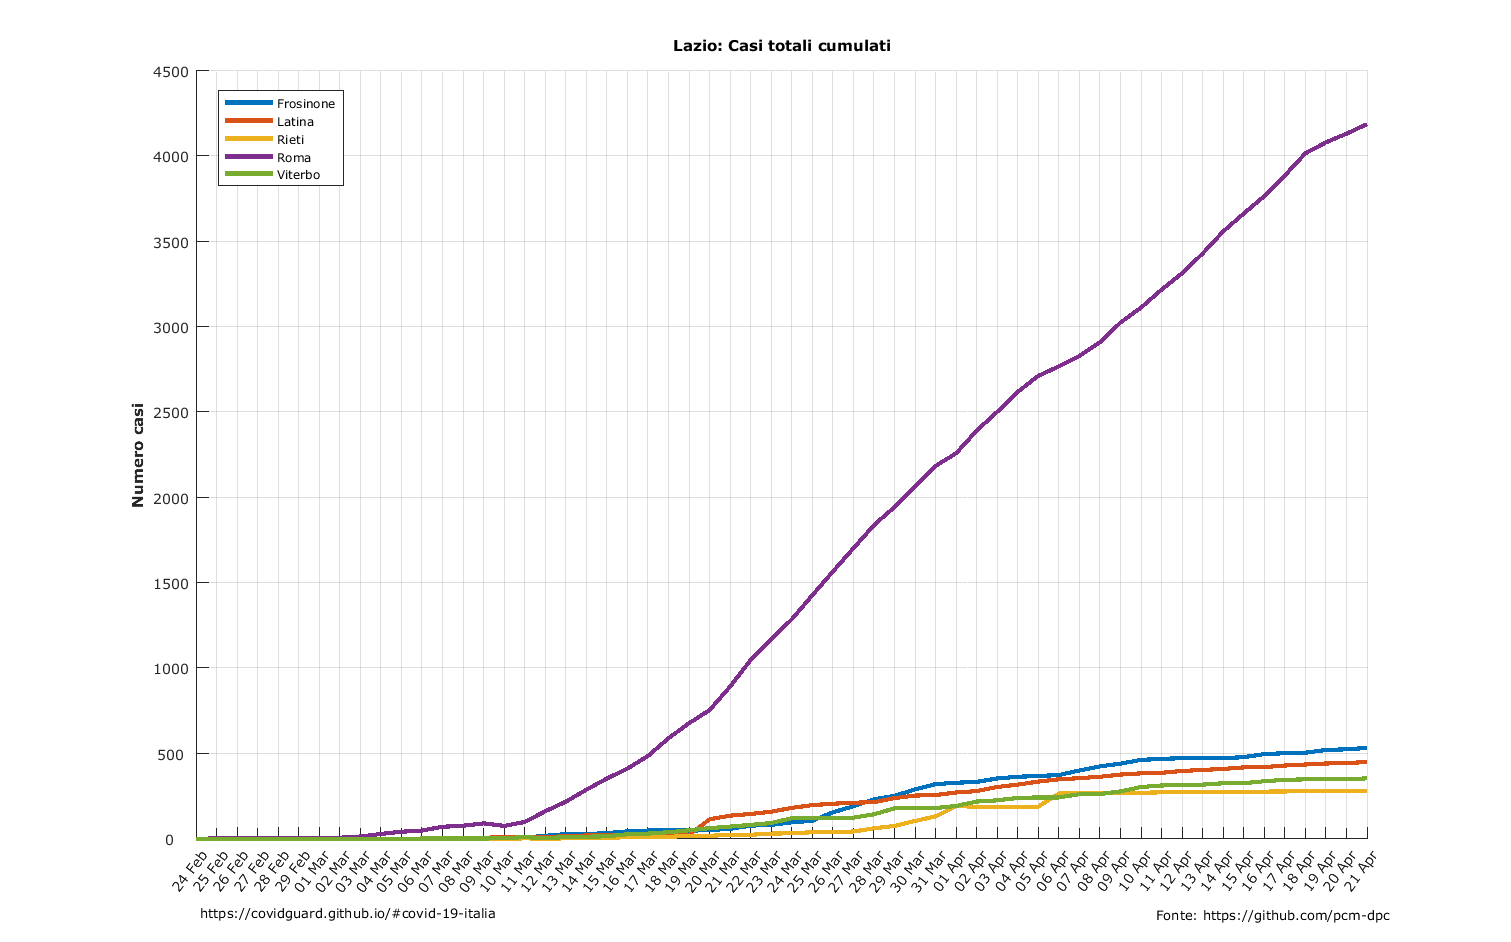 Lazio: Casi totali cumulati
4500
4000
3500
3000
2500
2000
1500
1000
500
0
Numero casi
Frosinone
Latina
Rieti
Roma
Viterbo
24 Feb
25 Feb
26 Feb
27 Feb
28 Feb
29 Feb
01 Mar
02 Mar
03 Mar
04 Mar
05 Mar
06 Mar
07 Mar
08 Mar
09 Mar
10 Mar
11 Mar
12 Mar
13 Mar
14 Mar
15 Mar
16 Mar
17 Mar
18 Mar
19 Mar
20 Mar
21 Mar
22 Mar
23 Mar
24 Mar
25 Mar
26 Mar
27 Mar
28 Mar
29 Mar
30 Mar
31 Mar
01 Apr
02 Apr
03 Apr
04 Apr
05 Apr
06 Apr
07 Apr
08 Apr
09 Apr
10 Apr
11 Apr
12 Apr
13 Apr
14 Apr
15 Apr
16 Apr
17 Apr
18 Apr
19 Apr
20 Apr
21 Apr
https://covidguard.github.io/#covid-19-italia
Fonte: https://github.com/pcm-dpc